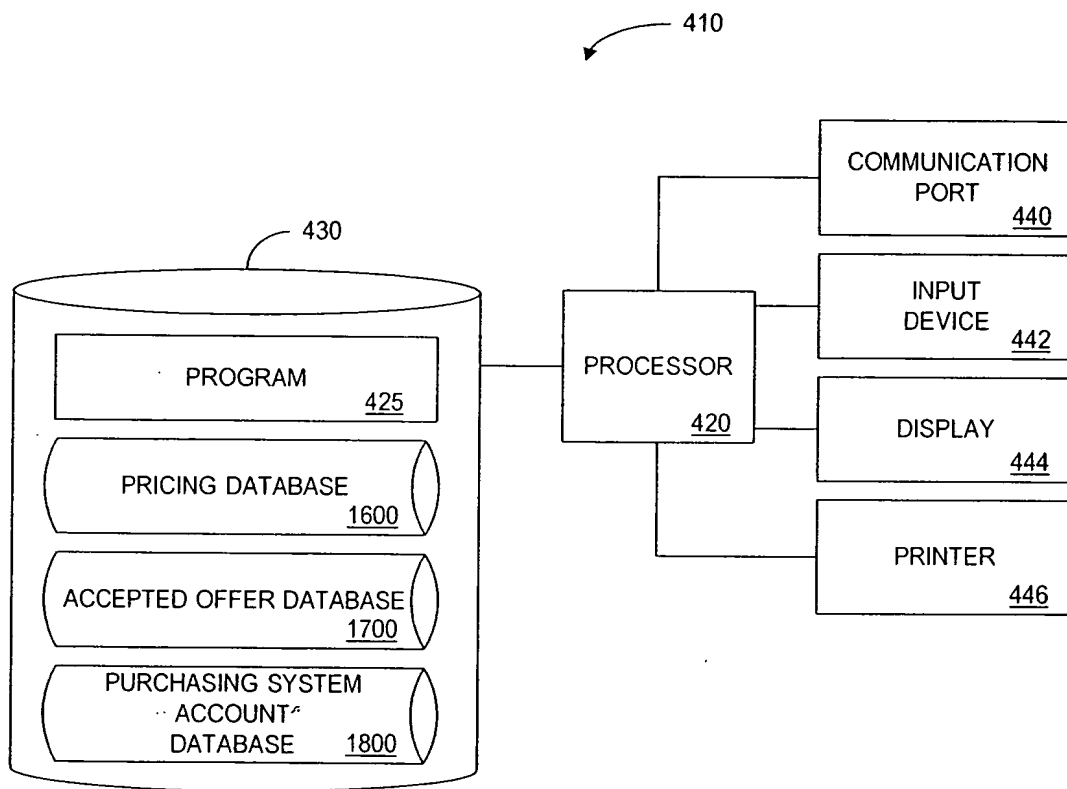 410
430
PROGRAM
425
PRICING DATABASE
1600
ACCEPTED OFFER DATABASE
1700
PURCHASING SYSTEM
ACCOUNT
DATABASE
1800
PROCESSOR
420
COMMUNICATION
PORT
440
INPUT
DEVICE
442
DISPLAY
444
PRINTER
446